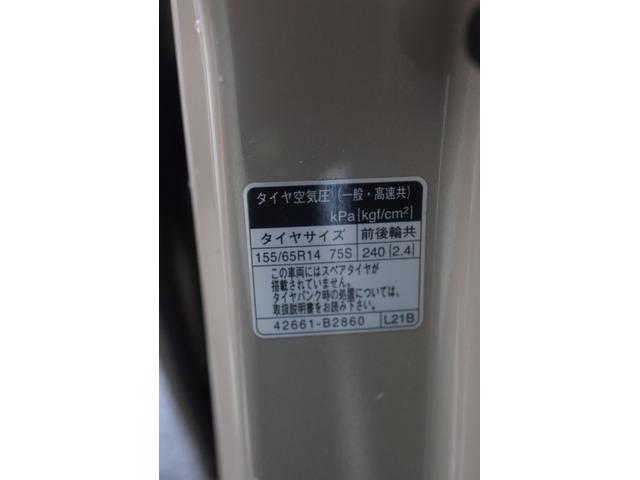 タイヤ空気圧(一般・高速共)
kPa[kgf/cm²]
タイヤサイズ 前後輪共
155/65R14 75S 240[2.4]
この車両にはスペアタイヤが
搭載されていません。
タイヤパンク時の処置については、
取扱説明書をお読み下さい。
42661-B2860 L21B